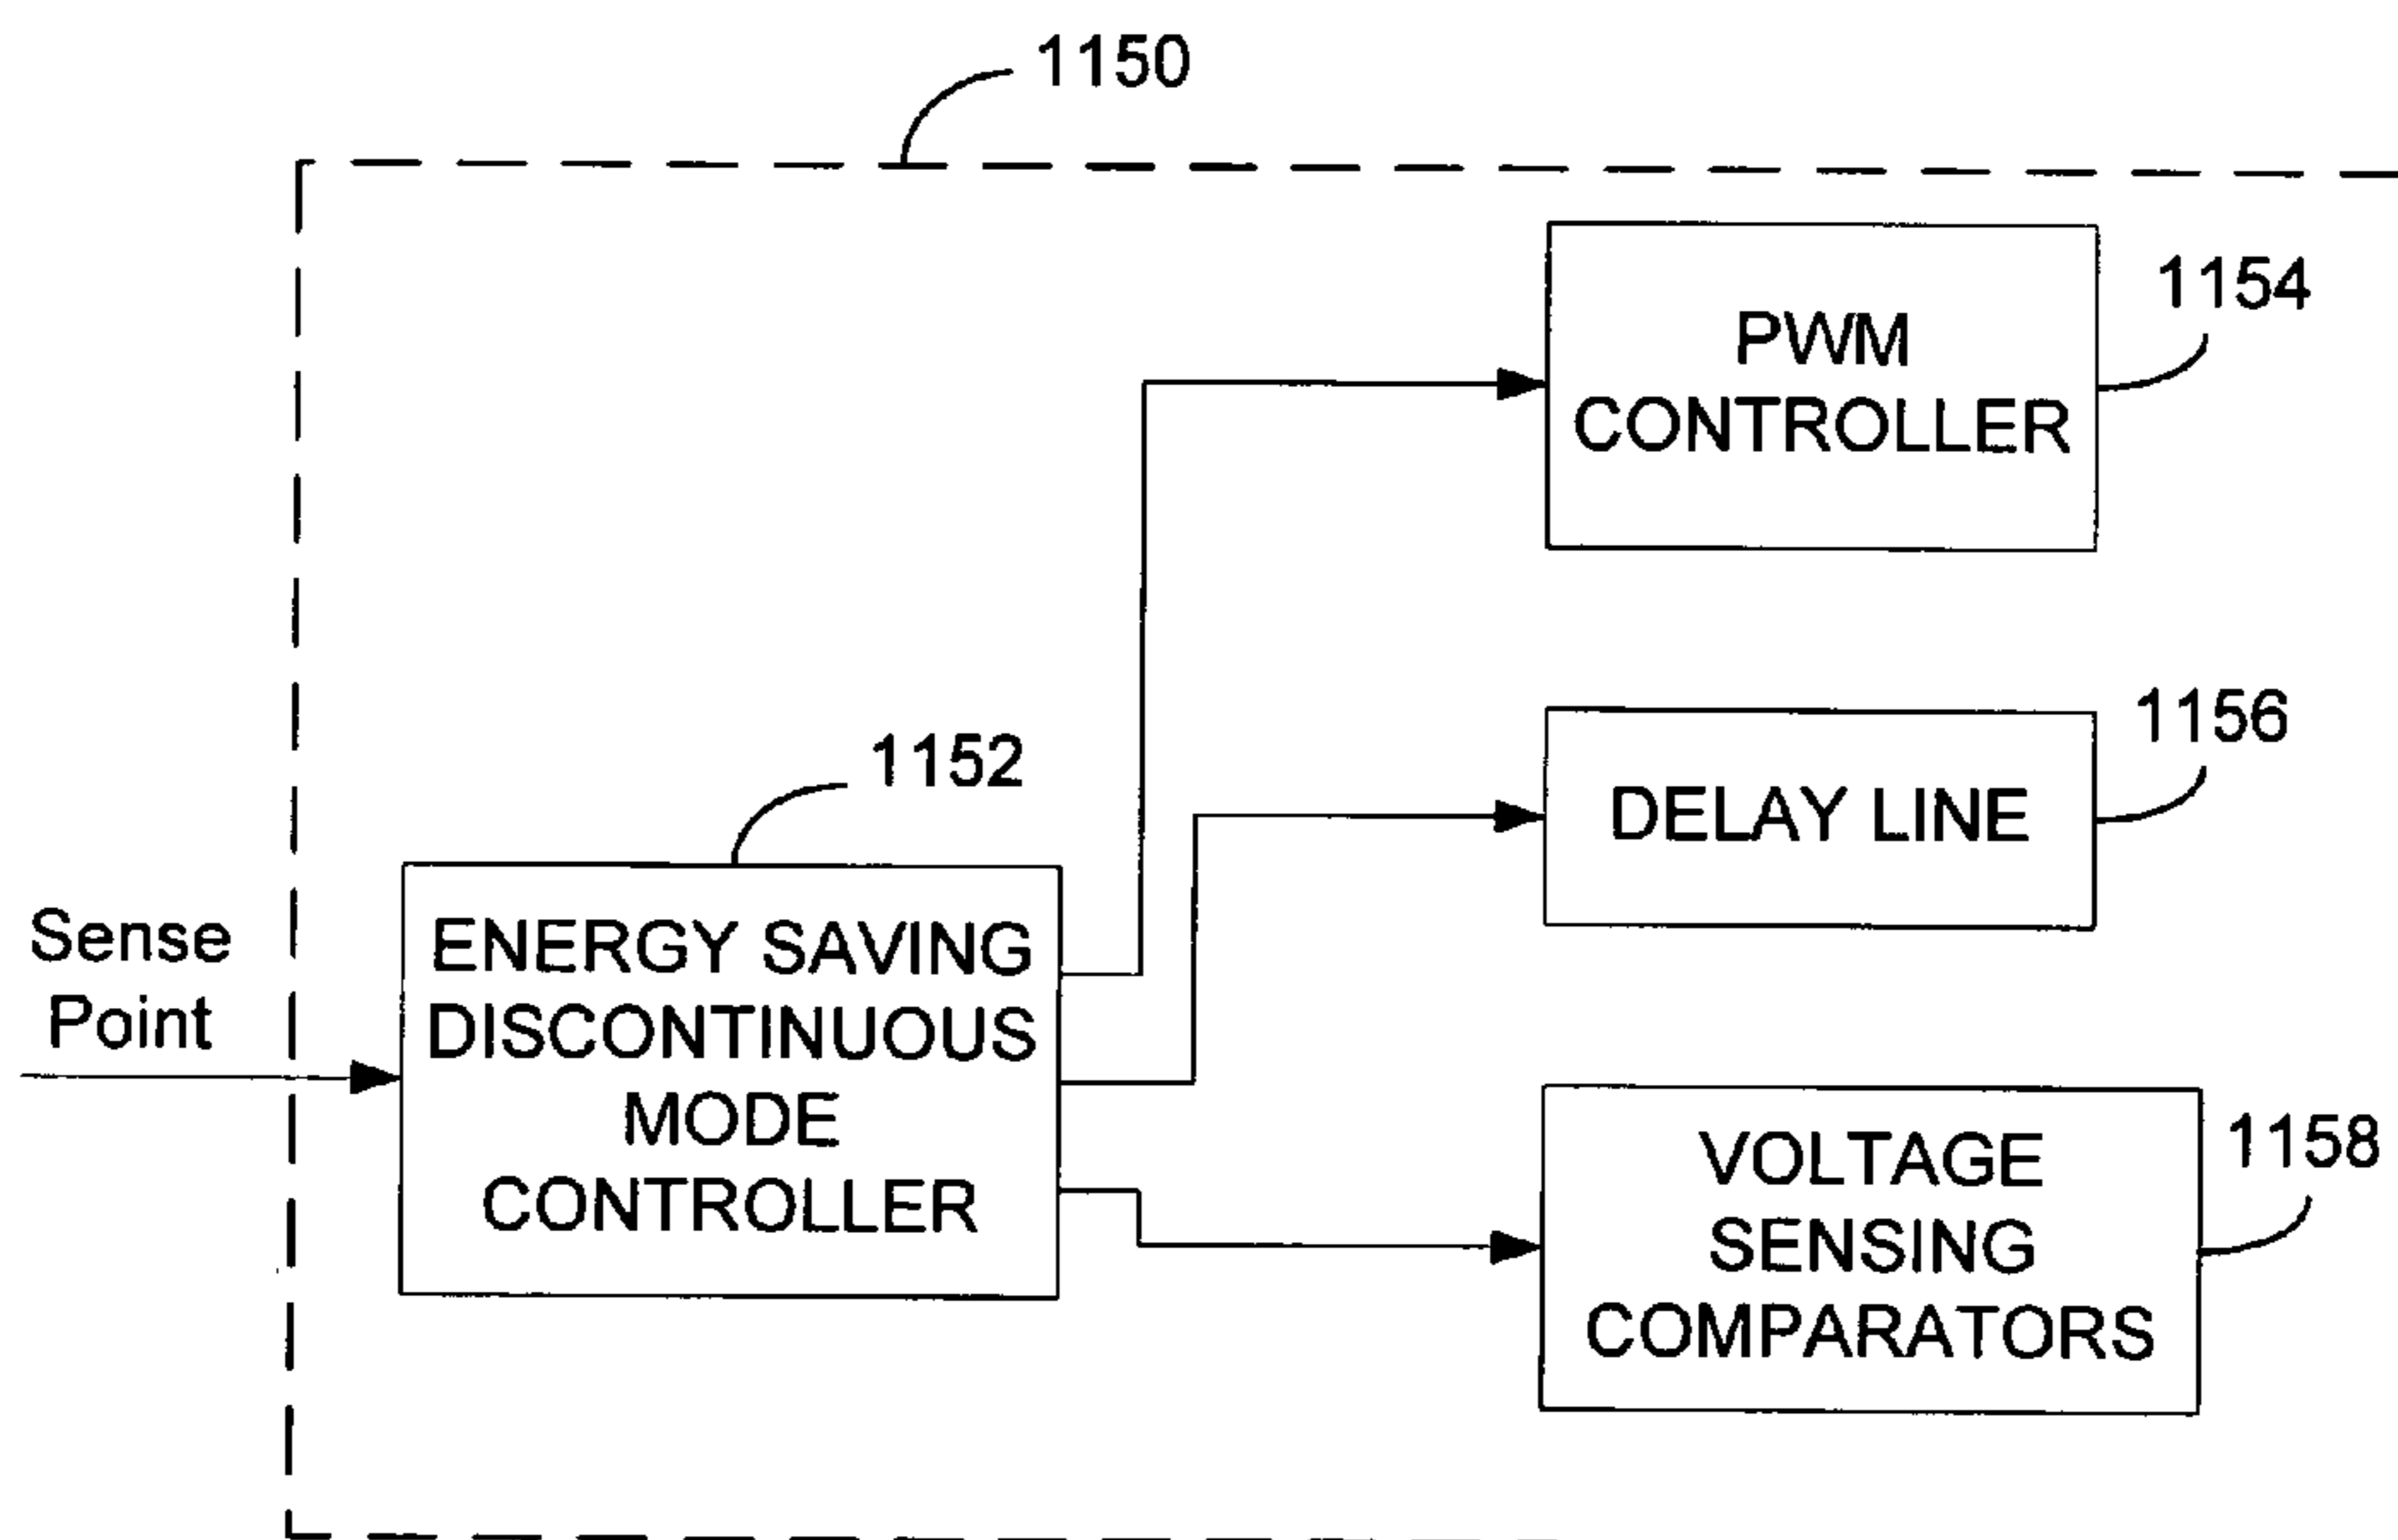 1150
PWM
CONTROLLER
1154
DELAY LINE
1156
1152
ENERGY SAVING
DISCONTINUOUS
MODE
CONTROLLER
Sense
Point
VOLTAGE
SENSING
COMPARATORS
1158